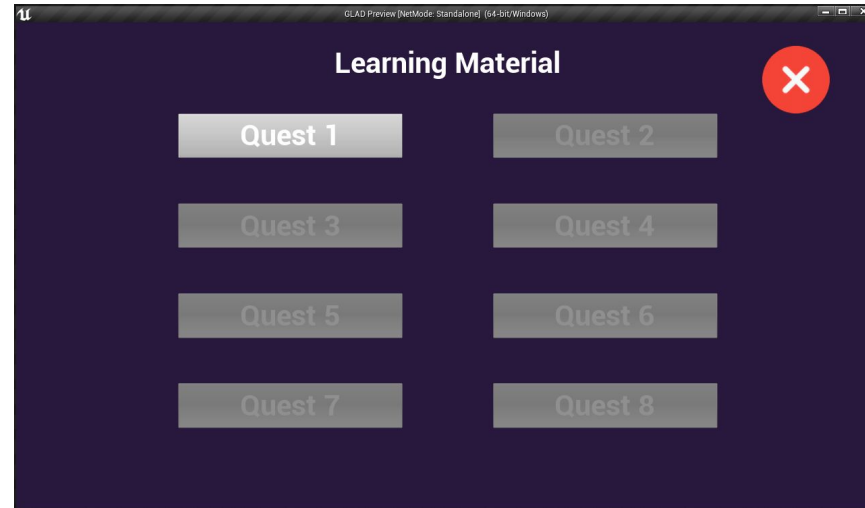 GLAD Preview [NetMode: Standalone] (64-bit/Windows)
Learning Material
Quest 1 Quest 2
Quest 3 Quest 4
Quest 5 Quest 6
Quest 7 Quest 8